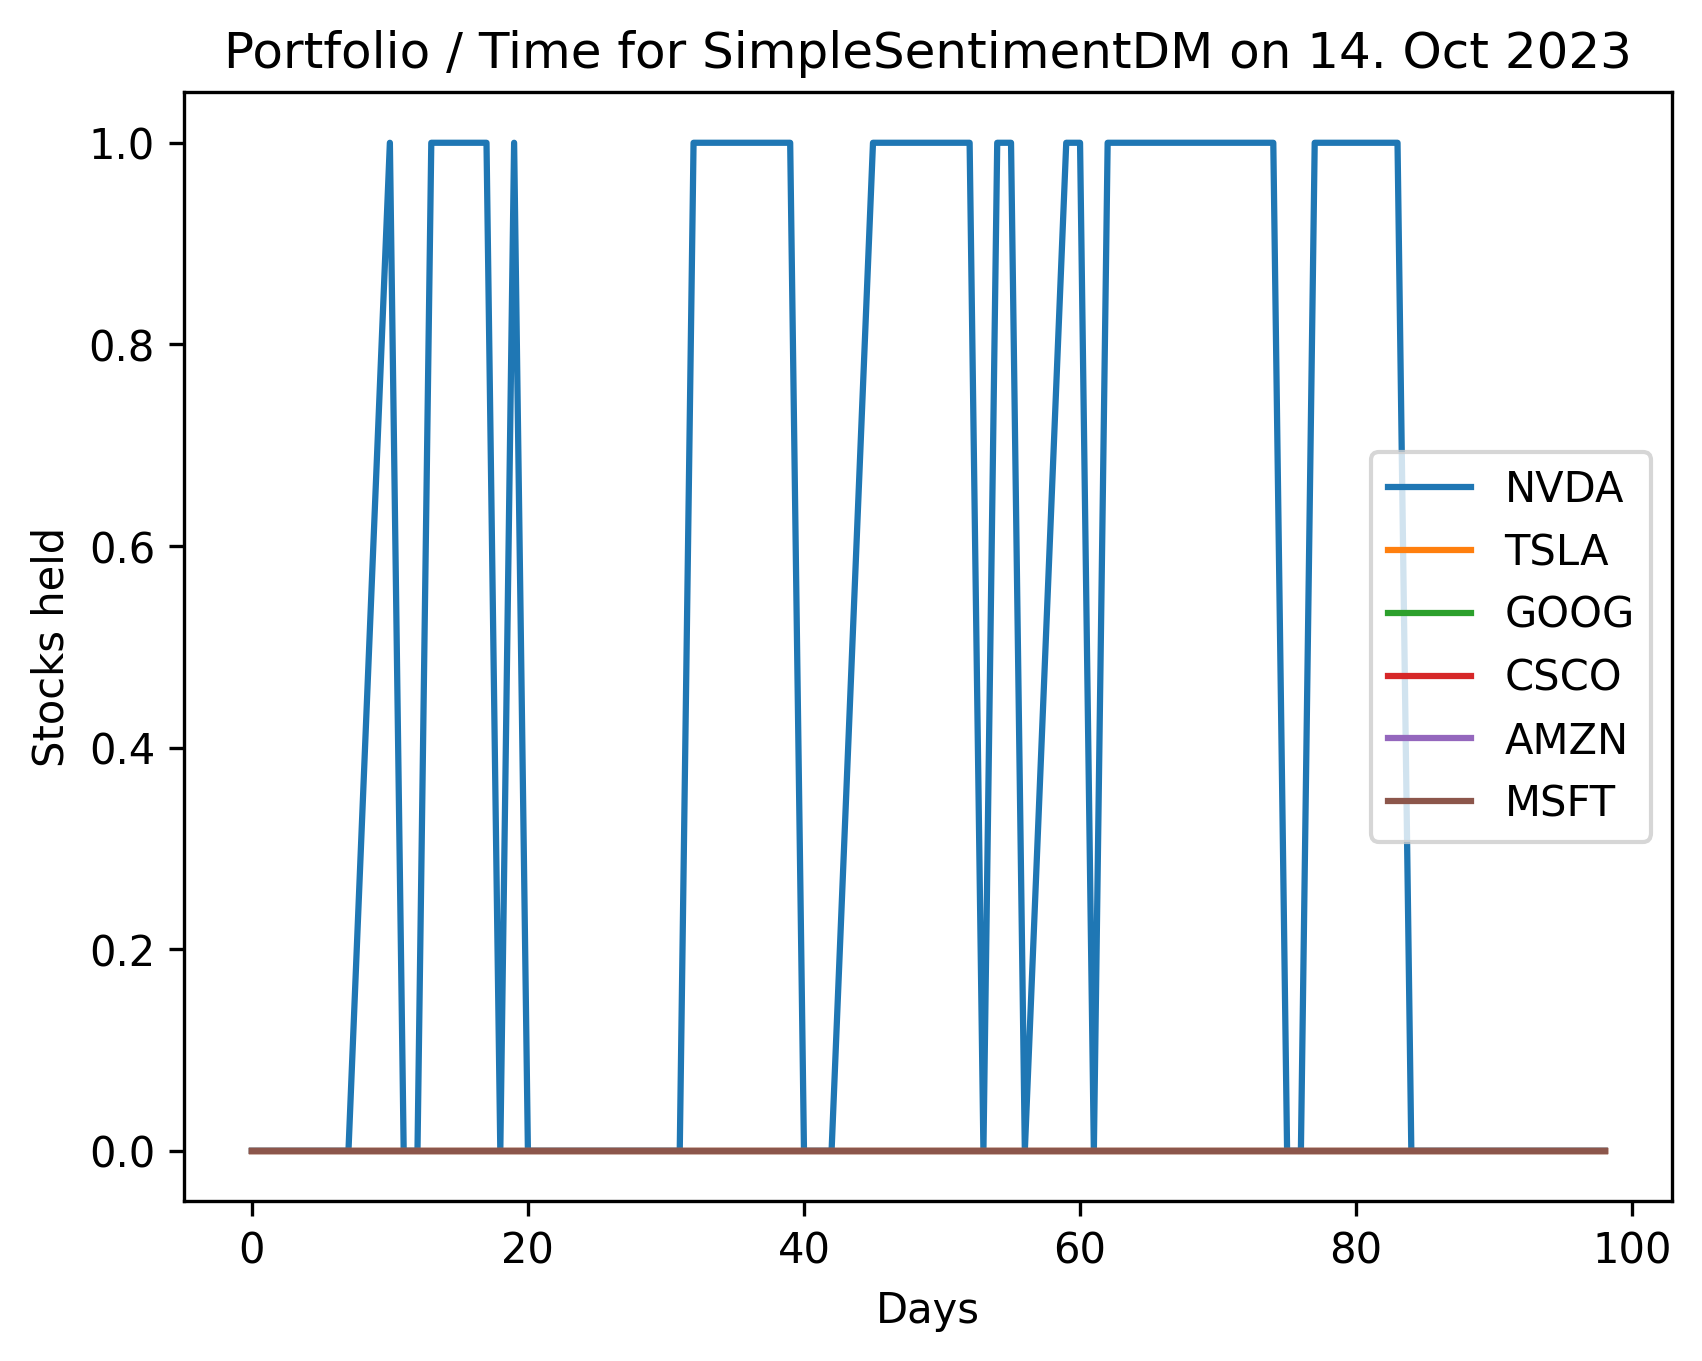 Portfolio / Time for SimpleSentimentDM on 14. Oct 2023
1.0
0.8
0.6
0.4
0.2
0.0
Stocks held
NVDA
TSLA
GOOG
CSCO
AMZN
MSFT
0 20 40 60 80 100
Days